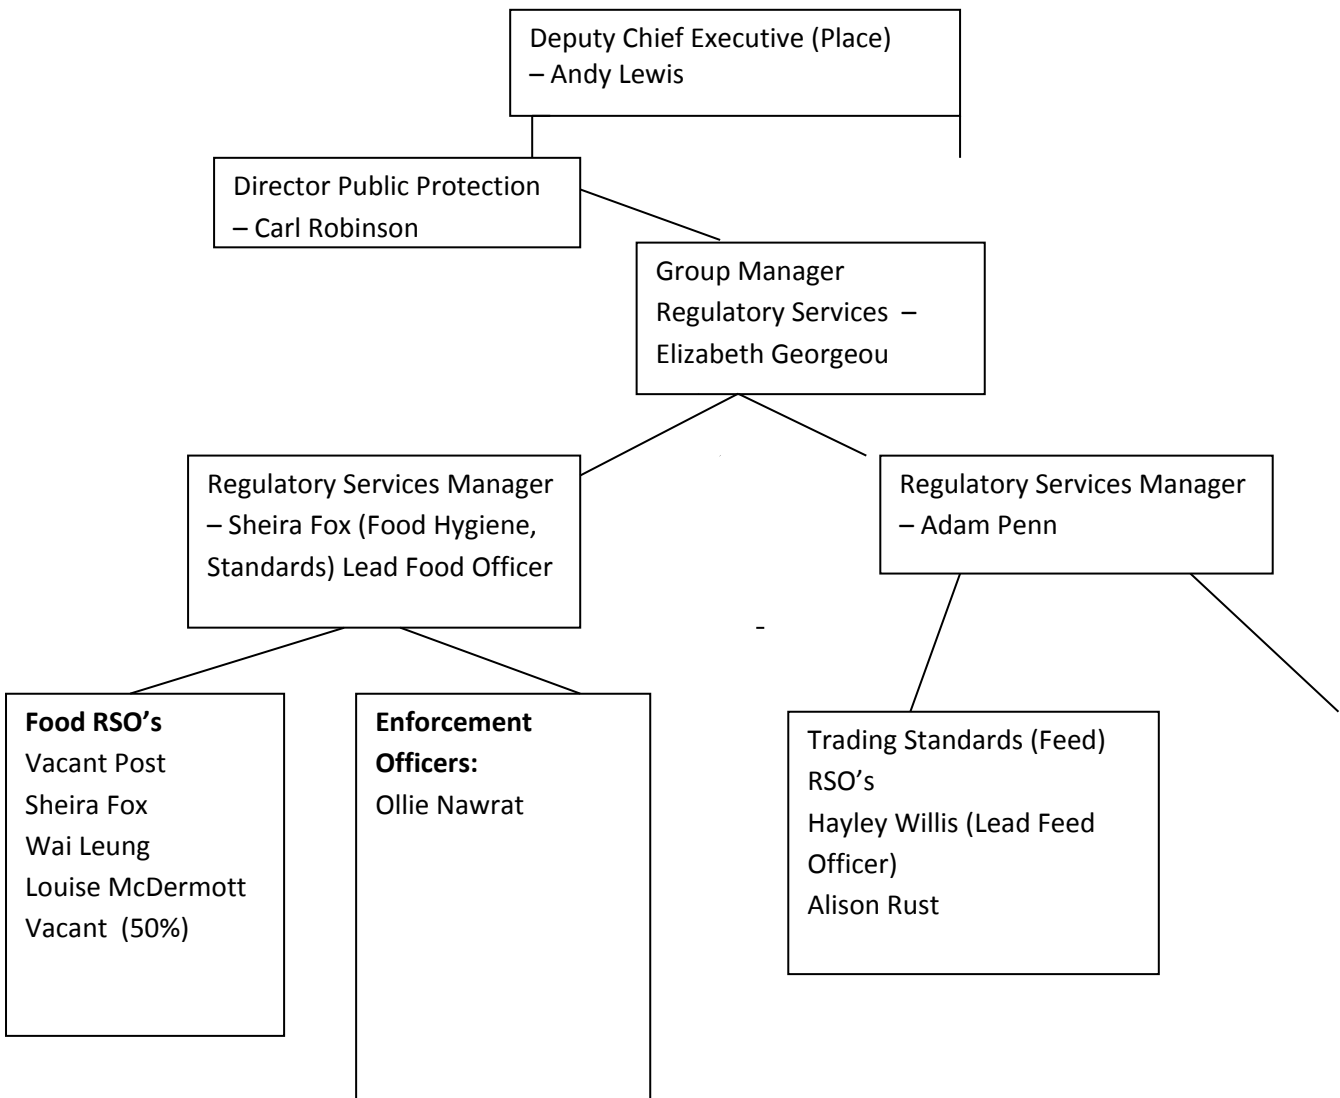 Deputy Chief Executive (Place)
– Andy Lewis
Director Public Protection
– Carl Robinson
Group Manager
Regulatory Services –
Elizabeth Georgeou
Regulatory Services Manager
– Sheira Fox (Food Hygiene,
Standards) Lead Food Officer
Regulatory Services Manager
– Adam Penn
-
Food RSO’s
Vacant Post
Sheira Fox
Wai Leung
Louise McDermott
Vacant (50%)
Enforcement
Officers:
Ollie Nawrat
Trading Standards (Feed)
RSO’s
Hayley Willis (Lead Feed
Officer)
Alison Rust